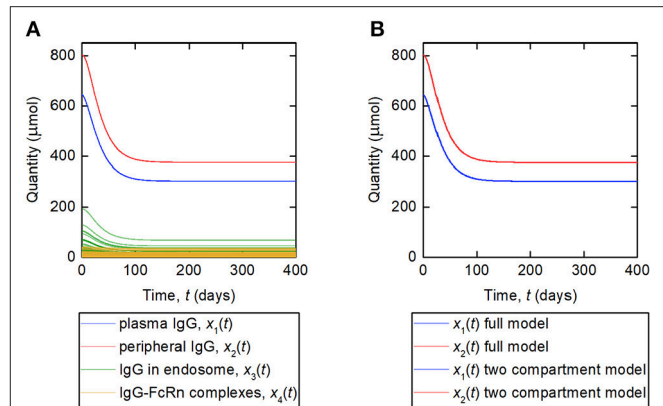 A
B
800
600
400
200
0
Quantity (µmol)
0 100 200 300 400
Time, t (days)
800
600
400
200
0
Quantity (µmol)
0 100 200 300 400
Time, t (days)
plasma IgG, x1(t)
peripheral IgG, x2(t)
IgG in endosome, x3(t)
IgG-FcRn complexes, x4(t)
x1(t) full model
x2(t) full model
x1(t) two compartment model
x2(t) two compartment model